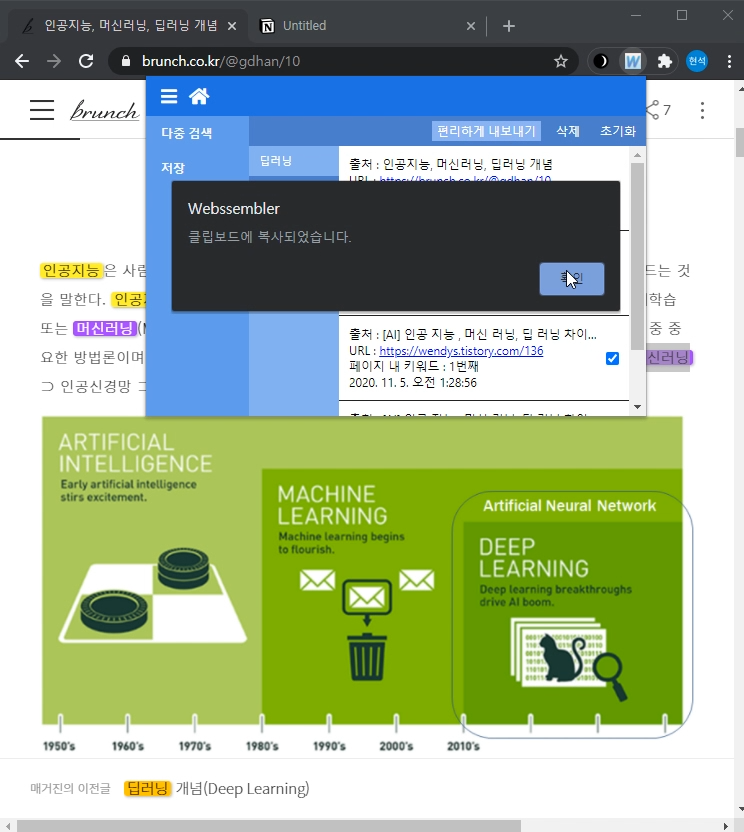 인공지능, 머신러닝, 딥러닝 개념
Untitled
brunch.co.kr/@gdhan/10
W
현석
brunch
7
다중 검색
저장
편리하게 내보내기 삭제 초기화
딥러닝
출처 : 인공지능, 머신러닝, 딥러닝 개념
URL : https://brunch.co.kr/@gdhan/10
Webssembler
클립보드에 복사되었습니다.
확인
출처 : [AI] 인공 지능 , 머신 러닝, 딥 러닝 차이...
URL : https://wendys.tistory.com/136
페이지 내 키워드 : 1번째
2020. 11. 5. 오전 1:28:56
인공지능은 사람
드는 것
을 말한다.
또는 머신러닝(
중 중
요한 방법론이며
신러닝
⊃ 인공신경망 ⊃
ARTIFICIAL
INTELLIGENCE
Early artificial intelligence
stirs excitement.
MACHINE
LEARNING
Machine learning begins
to flourish.
Artificial Neural Network
DEEP
LEARNING
Deep learning breakthroughs
drive AI boom.
1950's 1960's 1970's 1980's 1990's 2000's 2010's
매거진의 이전글 딥러닝 개념(Deep Learning)